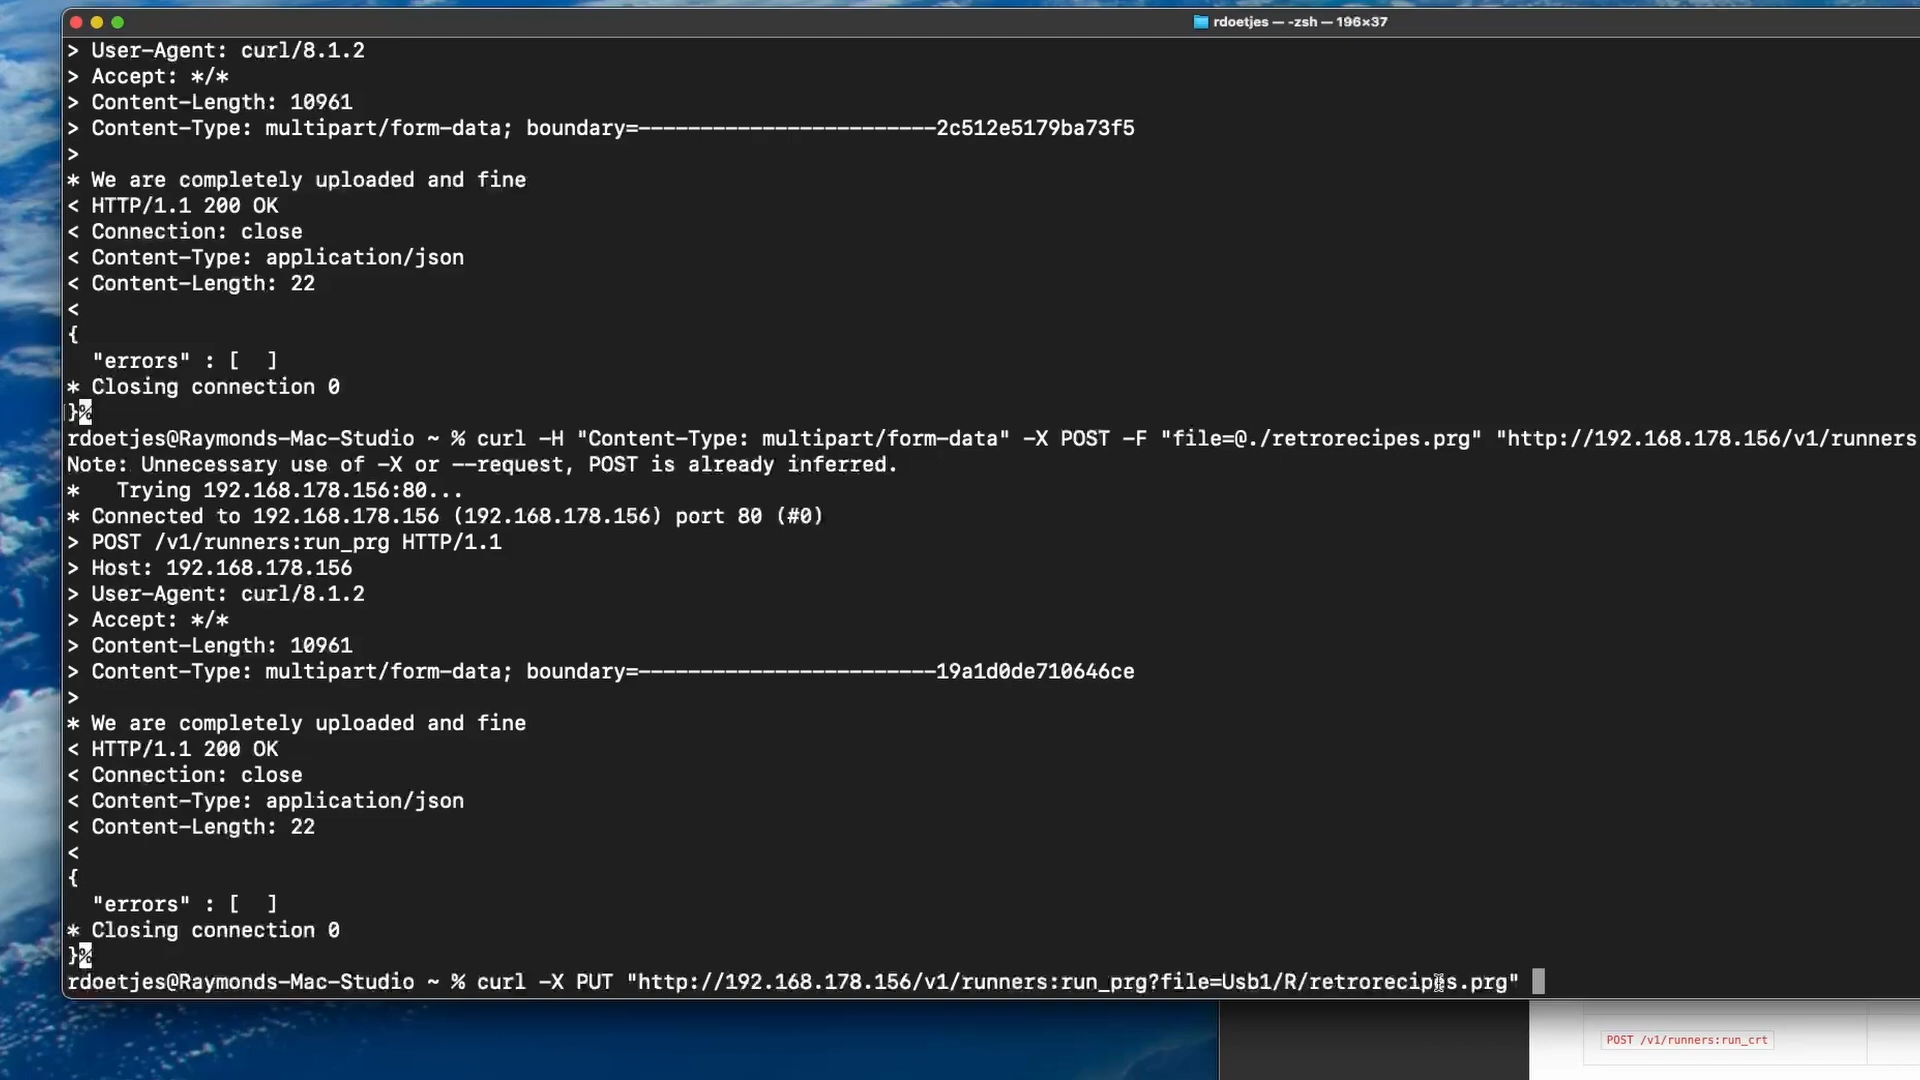 rdoetjes — -zsh — 196×37
> User-Agent: curl/8.1.2
> Accept: */*
> Content-Length: 10961
> Content-Type: multipart/form-data; boundary=------------------------2c512e5179ba73f5
>
* We are completely uploaded and fine
< HTTP/1.1 200 OK
< Connection: close
< Content-Type: application/json
< Content-Length: 22
<
{
  "errors" : [  ]
* Closing connection 0
}%
rdoetjes@Raymonds-Mac-Studio ~ % curl -H "Content-Type: multipart/form-data" -X POST -F "file=@./retrorecipes.prg" "http://192.168.178.156/v1/runners
Note: Unnecessary use of -X or --request, POST is already inferred.
*   Trying 192.168.178.156:80...
* Connected to 192.168.178.156 (192.168.178.156) port 80 (#0)
> POST /v1/runners:run_prg HTTP/1.1
> Host: 192.168.178.156
> User-Agent: curl/8.1.2
> Accept: */*
> Content-Length: 10961
> Content-Type: multipart/form-data; boundary=------------------------19a1d0de710646ce
>
* We are completely uploaded and fine
< HTTP/1.1 200 OK
< Connection: close
< Content-Type: application/json
< Content-Length: 22
<
{
  "errors" : [  ]
* Closing connection 0
}%
rdoetjes@Raymonds-Mac-Studio ~ % curl -X PUT "http://192.168.178.156/v1/runners:run_prg?file=Usb1/R/retrorecipes.prg"
POST /v1/runners:run_crt